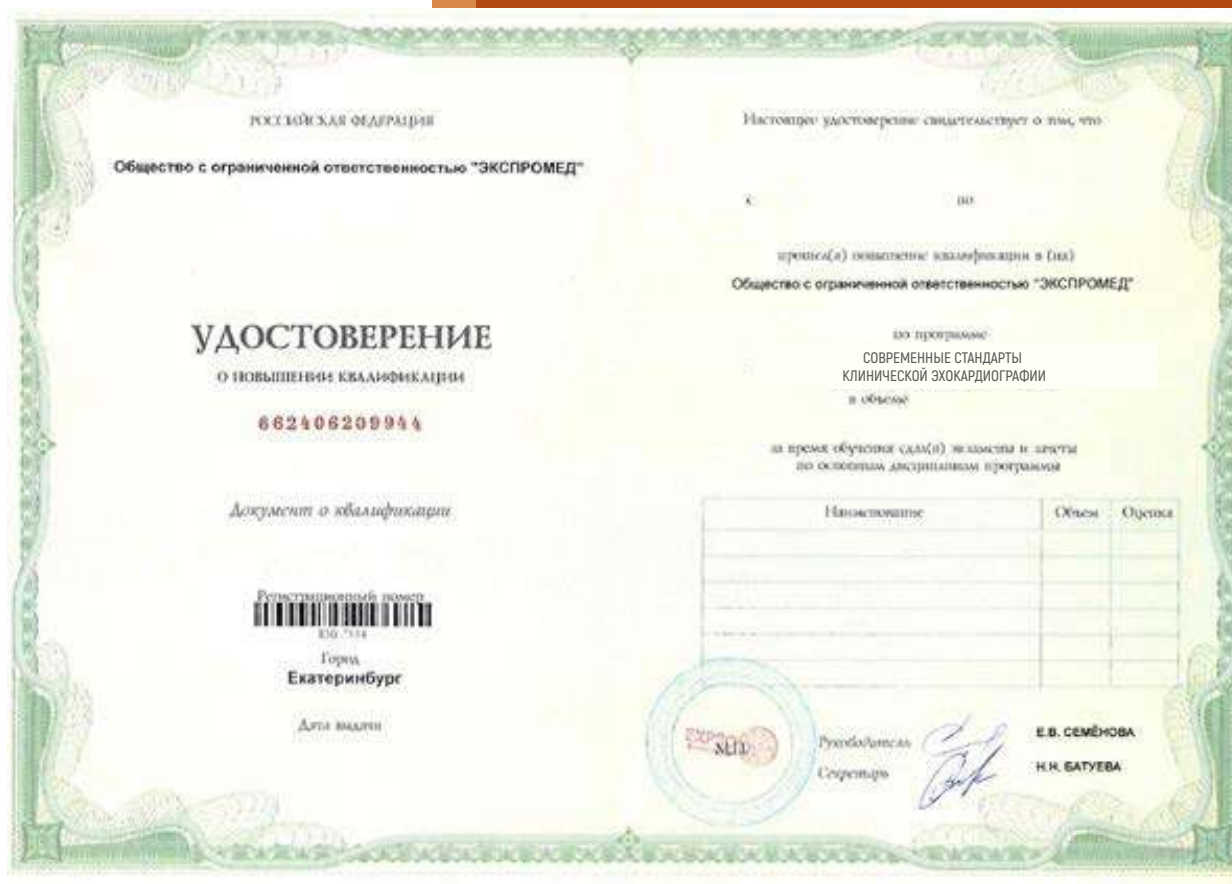 РОССИЙСКАЯ ФЕДЕРАЦИЯ
Общество с ограниченной ответственностью "ЭКСПРОМЕД"
УДОСТОВЕРЕНИЕ
О ПОВЫШЕНИИ КВАЛИФИКАЦИИ
662406209944
Документ о квалификации
Регистрационный номер
Город
Екатеринбург
Дата выдачи
Настоящее удостоверение свидетельствует о том, что
с по
прошел(а) повышение квалификации в (на)
Общество с ограниченной ответственностью "ЭКСПРОМЕД"
по программе
СОВРЕМЕННЫЕ СТАНДАРТЫ
КЛИНИЧЕСКОЙ ЭХОКАРДИОГРАФИИ
в объеме
за время обучения сдал(а) экзамены и зачеты
по основным дисциплинам программы
Наименование Объем Оценка
М.П.
Руководитель Е.В. СЕМЁНОВА
Секретарь Н.Н. БАТУЕВА